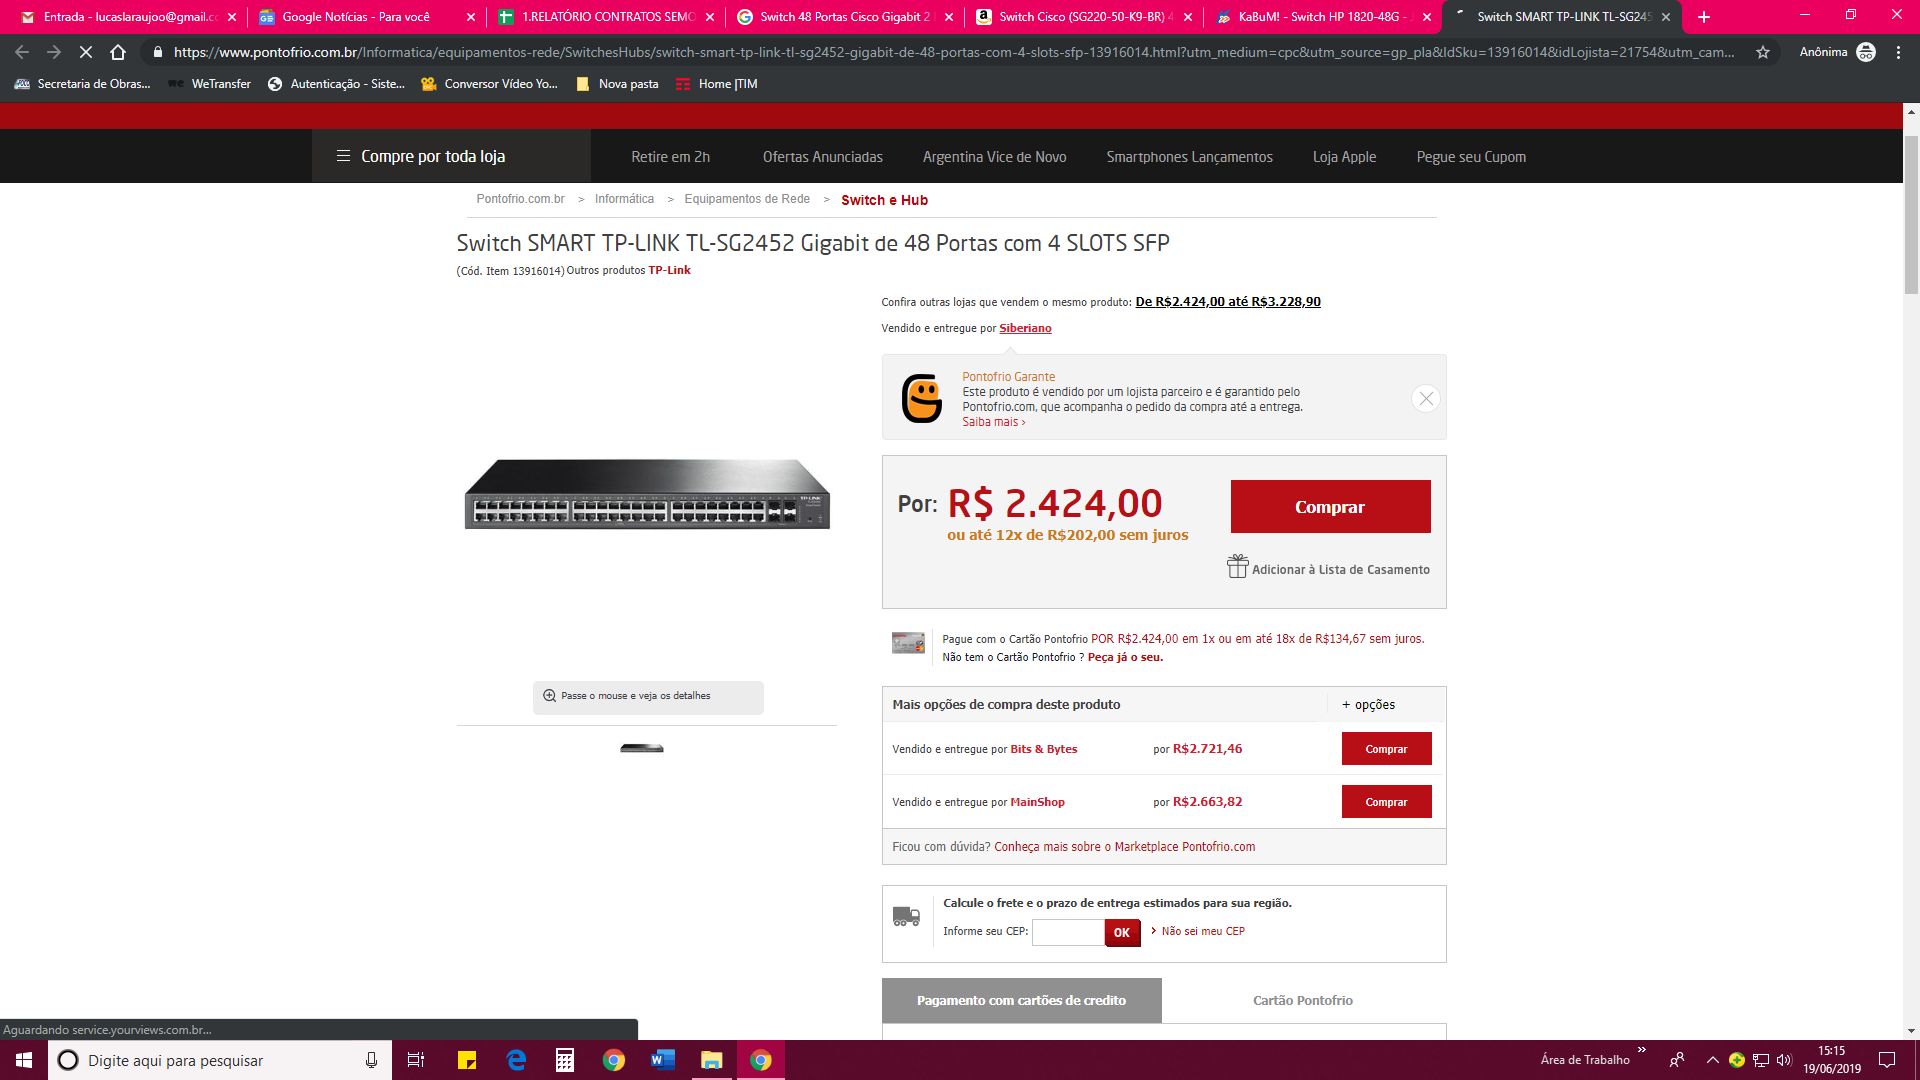 Entrada - lucaslaraujoo@gmail.cc
Google Notícias - Para você
1.RELATÓRIO CONTRATOS SEMO
Switch 48 Portas Cisco Gigabit 2
Switch Cisco (SG220-50-K9-BR) 4
KaBuM! - Switch HP 1820-48G - J
Switch SMART TP-LINK TL-SG245
https://www.pontofrio.com.br/Informatica/equipamentos-rede/SwitchesHubs/switch-smart-tp-link-tl-sg2452-gigabit-de-48-portas-com-4-slots-sfp-13916014.html?utm_medium=cpc&utm_source=gp_pla&IdSku=13916014&idLojista=21754&utm_cam...
Anônima
Secretaria de Obras...
WeTransfer
Autenticação - Siste...
Conversor Vídeo Yo...
Nova pasta
Home |TIM
Compre por toda loja
Retire em 2h
Ofertas Anunciadas
Argentina Vice de Novo
Smartphones Lançamentos
Loja Apple
Pegue seu Cupom
Pontofrio.com.br > Informática > Equipamentos de Rede > Switch e Hub
Switch SMART TP-LINK TL-SG2452 Gigabit de 48 Portas com 4 SLOTS SFP
(Cód. Item 13916014) Outros produtos TP-Link
Confira outras lojas que vendem o mesmo produto: De R$2.424,00 até R$3.228,90
Vendido e entregue por Siberiano
Pontofrio Garante
Este produto é vendido por um lojista parceiro e é garantido pelo
Pontofrio.com, que acompanha o pedido da compra até a entrega.
Saiba mais ›
TP-LINK
Por: R$ 2.424,00
ou até 12x de R$202,00 sem juros
Comprar
Adicionar à Lista de Casamento
Pague com o Cartão Pontofrio POR R$2.424,00 em 1x ou em até 18x de R$134,67 sem juros.
Não tem o Cartão Pontofrio ? Peça já o seu.
Passe o mouse e veja os detalhes
Mais opções de compra deste produto
+ opções
Vendido e entregue por Bits & Bytes
por R$2.721,46
Comprar
Vendido e entregue por MainShop
por R$2.663,82
Comprar
Ficou com dúvida? Conheça mais sobre o Marketplace Pontofrio.com
Calcule o frete e o prazo de entrega estimados para sua região.
Informe seu CEP:
OK
> Não sei meu CEP
Pagamento com cartões de credito
Cartão Pontofrio
Aguardando service.yourviews.com.br...
Digite aqui para pesquisar
Área de Trabalho
15:15
19/06/2019